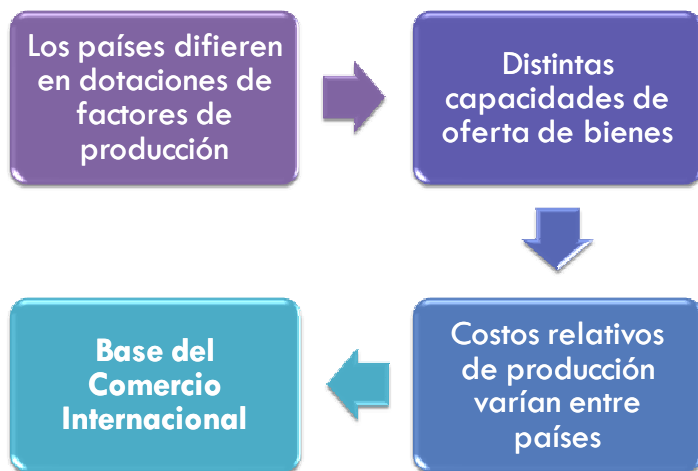 Los países difieren
en dotaciones de
factores de
producción
Distintas
capacidades de
oferta de bienes
Costos relativos
de producción
varían entre
países
Base del
Comercio
Internacional